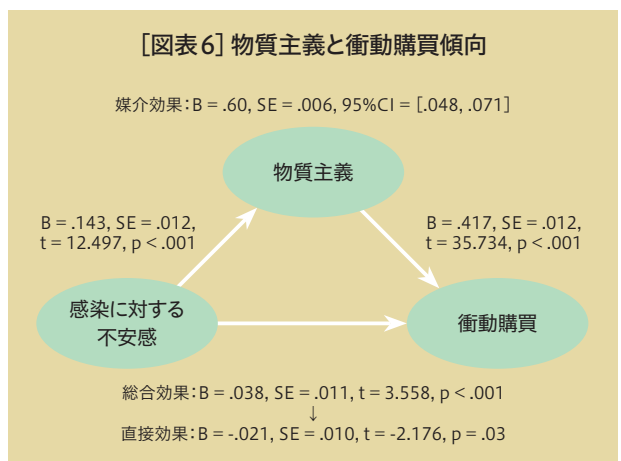 [図表6] 物質主義と衝動購買傾向
媒介効果：B = .60, SE = .006, 95%CI = [.048, .071]
物質主義
B = .143, SE = .012,
t = 12.497, p < .001
B = .417, SE = .012,
t = 35.734, p < .001
感染に対する
不安感
衝動購買
総合効果：B = .038, SE = .011, t = 3.558, p < .001
↓
直接効果：B = -.021, SE = .010, t = -2.176, p = .03